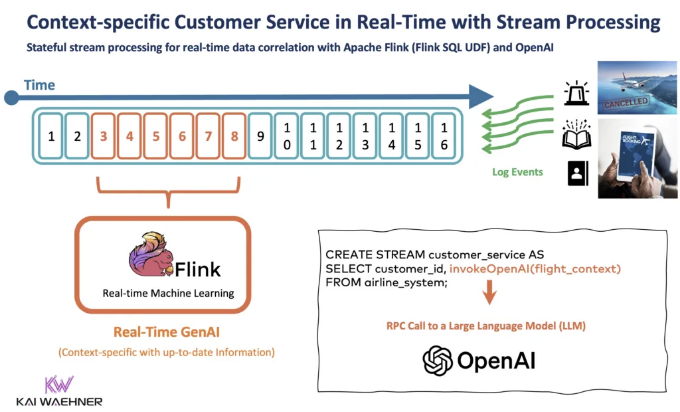 Context-specific Customer Service in Real-Time with Stream Processing
Stateful stream processing for real-time data correlation with Apache Flink (Flink SQL UDF) and OpenAI
Time
1 2 3 4 5 6 7 8 9 10 11 12 13 14 15 16
CANCELLED
FLIGHT
BOOKING
Log Events
Flink
Real-time Machine Learning
Real-Time GenAI
(Context-specific with up-to-date Information)
CREATE STREAM customer_service AS
SELECT customer_id, invokeOpenAI(flight_context)
FROM airline_system;
RPC Call to a Large Language Model (LLM)
OpenAI
KW
KAI WAEHNER